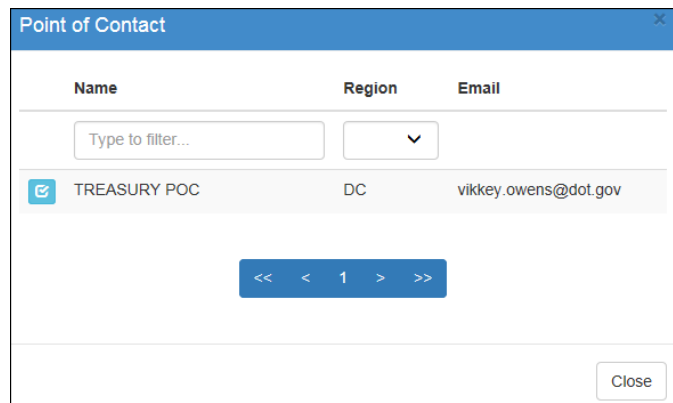 Point of Contact ×
Name Region Email
Type to filter...
TREASURY POC DC vikkey.owens@dot.gov
<< < 1 > >>
Close